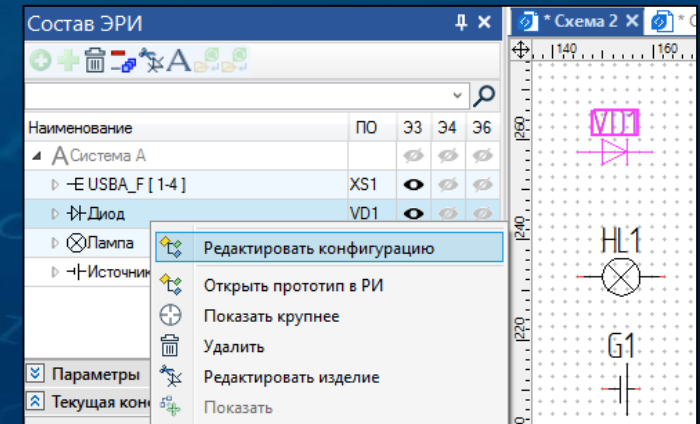 Состав ЭРИ
* Схема 2
140 160
Наименование ПО Э3 Э4 Э6
А Система А
USBA_F [ 1-4 ] XS1
Диод VD1
Лампа
Источник
Редактировать конфигурацию
Открыть прототип в РИ
Показать крупнее
Удалить
Редактировать изделие
Показать
Параметры
Текущая
260
VD1
240
HL1
220
G1